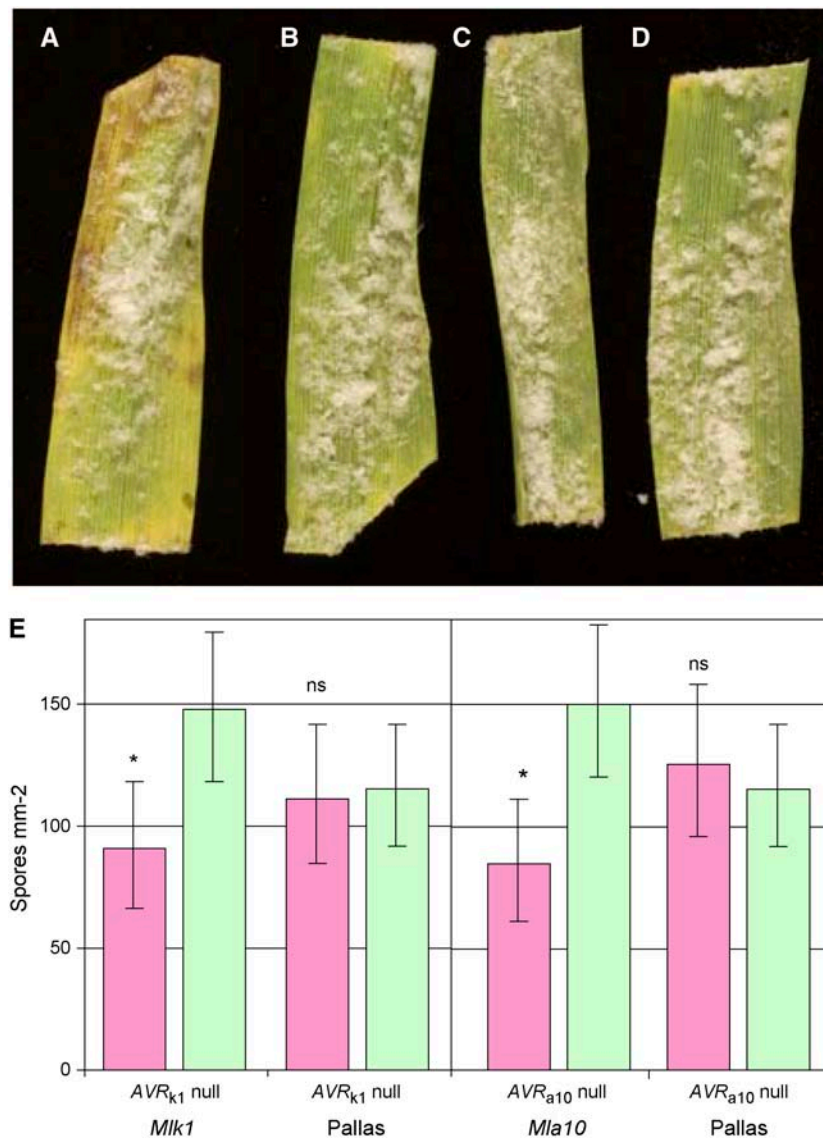 A B C D
E
Spores mm-2
150
100
50
0
* ns * ns
AVRk1 null AVRk1 null AVRa10 null AVRa10 null
Mlk1 Pallas Mla10 Pallas